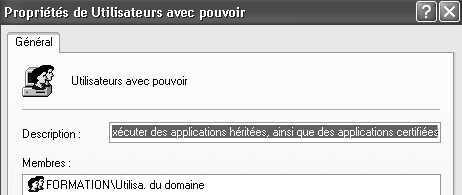 Propriétés de Utilisateurs avec pouvoir
Général
Utilisateurs avec pouvoir
Description : xécuter des applications héritées, ainsi que des applications certifiées
Membres :
FORMATION\Utilisa. du domaine